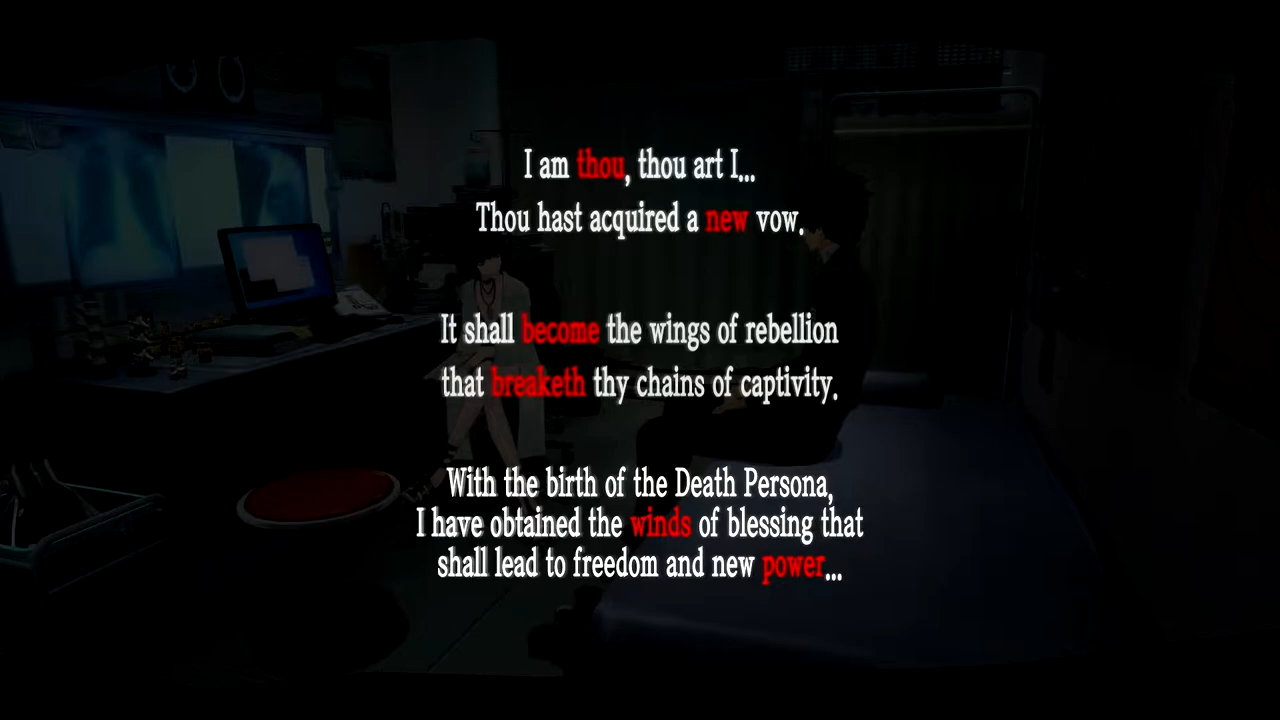 I am thou, thou art I...
Thou hast acquired a new vow.
It shall become the wings of rebellion
that breaketh thy chains of captivity.
With the birth of the Death Persona,
I have obtained the winds of blessing that
shall lead to freedom and new power...